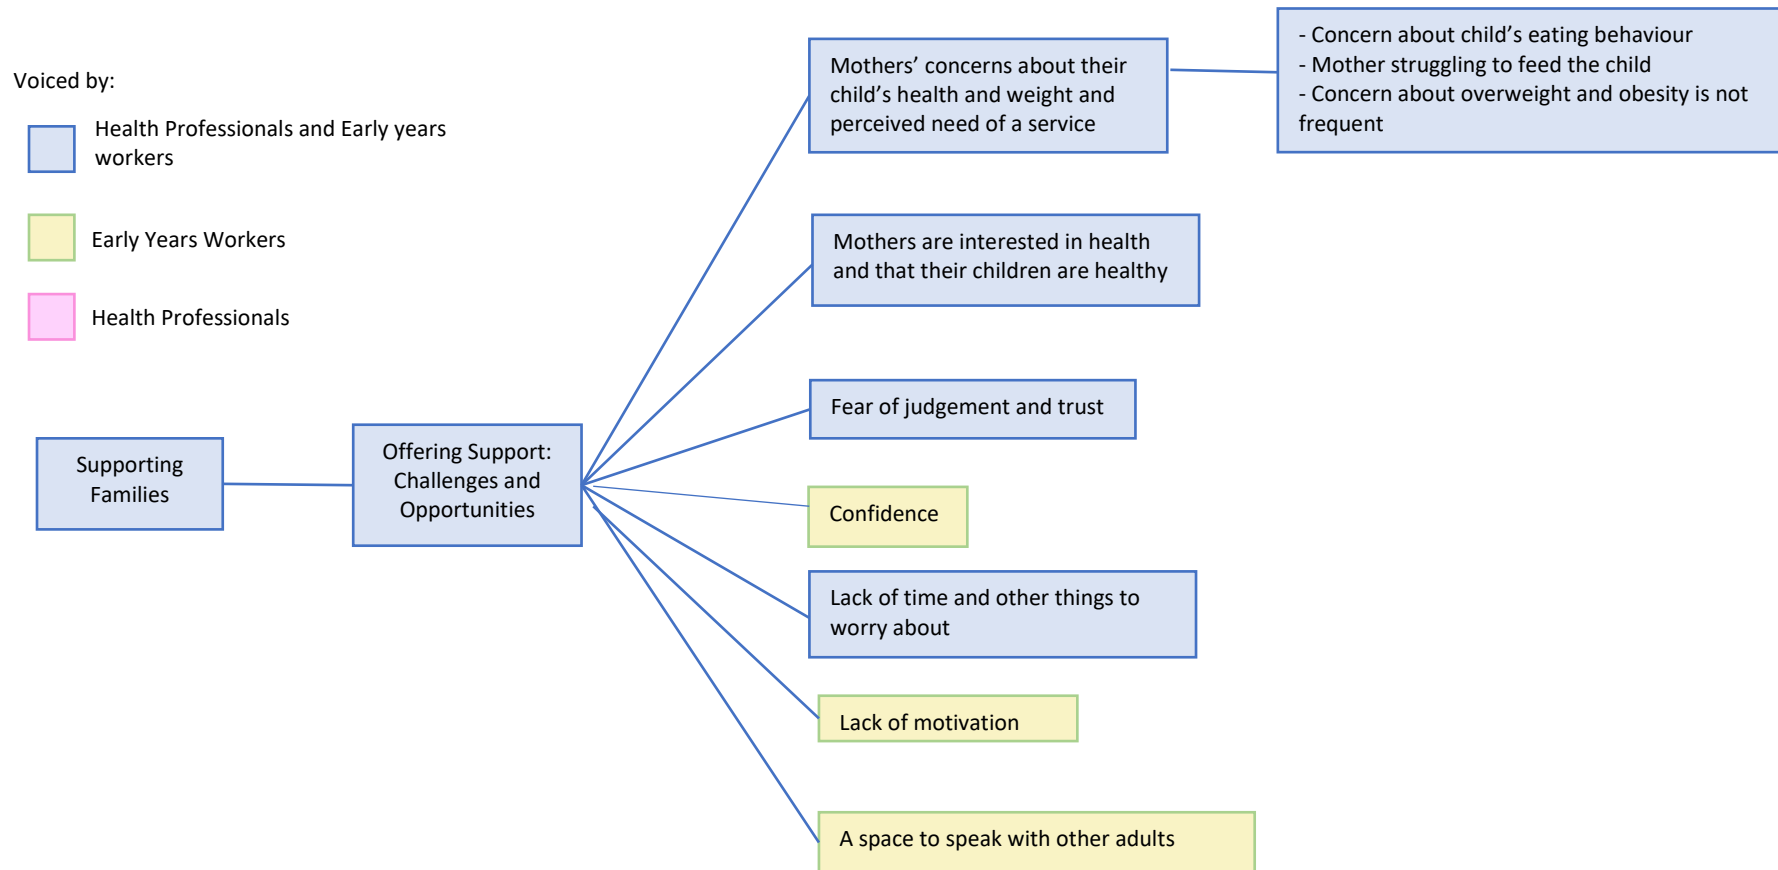 Voiced by:
Health Professionals and Early years
workers
Early Years Workers
Health Professionals
Supporting
Families
Offering Support:
Challenges and
Opportunities
Mothers’ concerns about their
child’s health and weight and
perceived need of a service
- Concern about child’s eating behaviour
- Mother struggling to feed the child
- Concern about overweight and obesity is not
frequent
Mothers are interested in health
and that their children are healthy
Fear of judgement and trust
Confidence
Lack of time and other things to
worry about
Lack of motivation
A space to speak with other adults